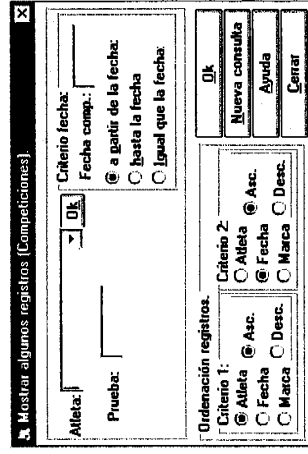 Mostrar algunos registros (Competiciones).
Atleta:
Ok
Prueba:
Criterio fecha:
Fecha comp.:
a partir de la fecha:
hasta la fecha
Igual que la fecha:
Ordenación registros.
Criterio 1:
Atleta
Fecha
Marca
Asc.
Desc.
Criterio 2:
Atleta
Fecha
Marca
Asc.
Desc.
Ok
Nueva consulta
Ayuda
Cerrar